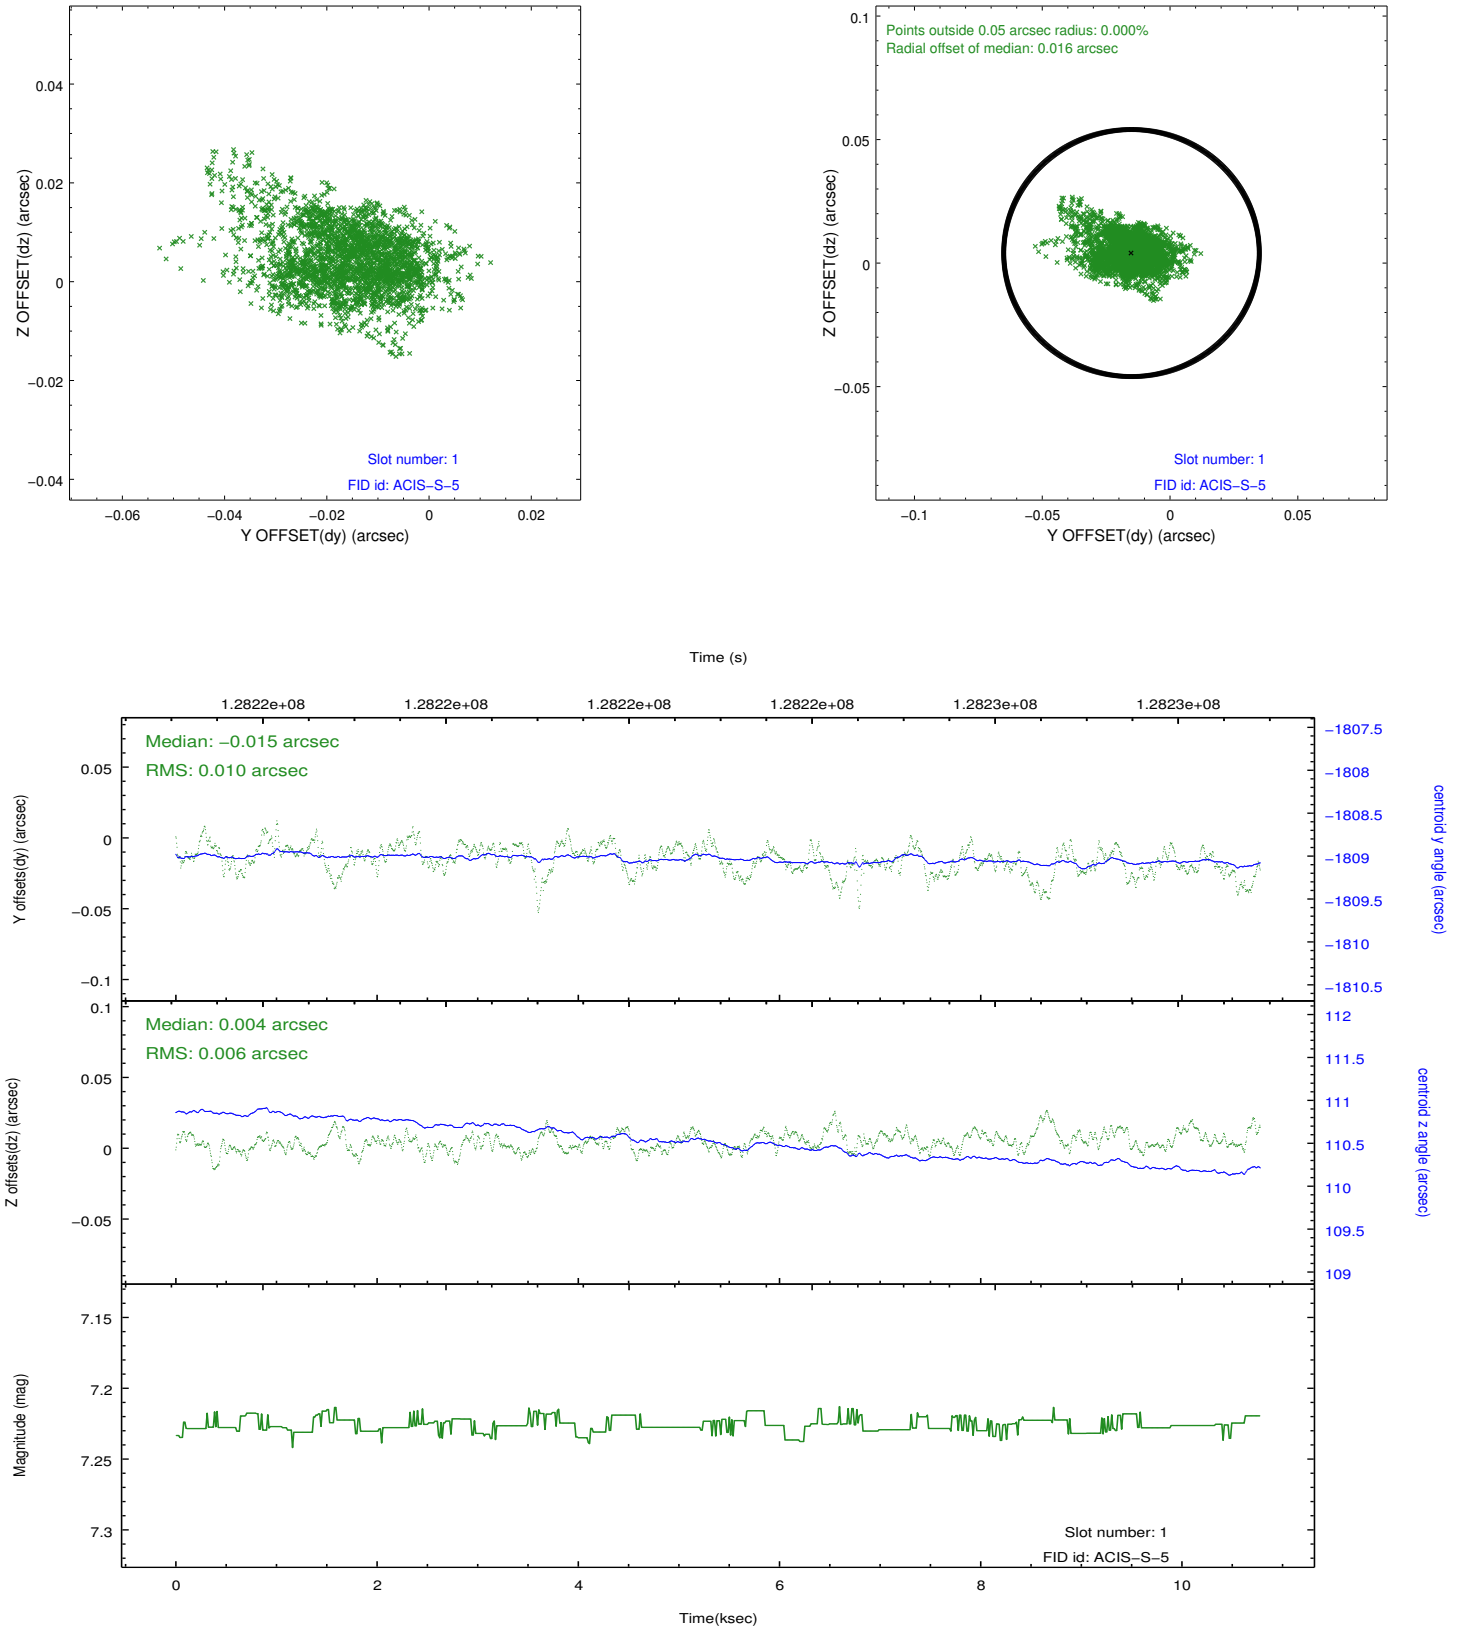 0.04
0.02
0
−0.02
−0.04
Z OFFSET(dz) (arcsec)
−0.06
−0.04
−0.02
0
0.02
Y OFFSET(dy) (arcsec)
Slot number: 1
FID id: ACIS−S−5
Points outside 0.05 arcsec radius: 0.000%
Radial offset of median: 0.016 arcsec
0.1
0.05
0
−0.05
Z OFFSET(dz) (arcsec)
−0.1
−0.05
0
0.05
Y OFFSET(dy) (arcsec)
Slot number: 1
FID id: ACIS−S−5
Time (s)
1.2822e+08
1.2822e+08
1.2822e+08
1.2822e+08
1.2823e+08
1.2823e+08
Median: −0.015 arcsec
RMS: 0.010 arcsec
0.05
0
−0.05
−0.1
Y offsets(dy) (arcsec)
−1807.5
−1808
−1808.5
−1809
−1809.5
−1810
−1810.5
centroid y angle (arcsec)
Median: 0.004 arcsec
RMS: 0.006 arcsec
0.1
0.05
0
−0.05
Z offsets(dz) (arcsec)
112
111.5
111
110.5
110
109.5
109
centroid z angle (arcsec)
7.15
7.2
7.25
7.3
Magnitude (mag)
Slot number: 1
FID id: ACIS−S−5
0
2
4
6
8
10
Time(ksec)